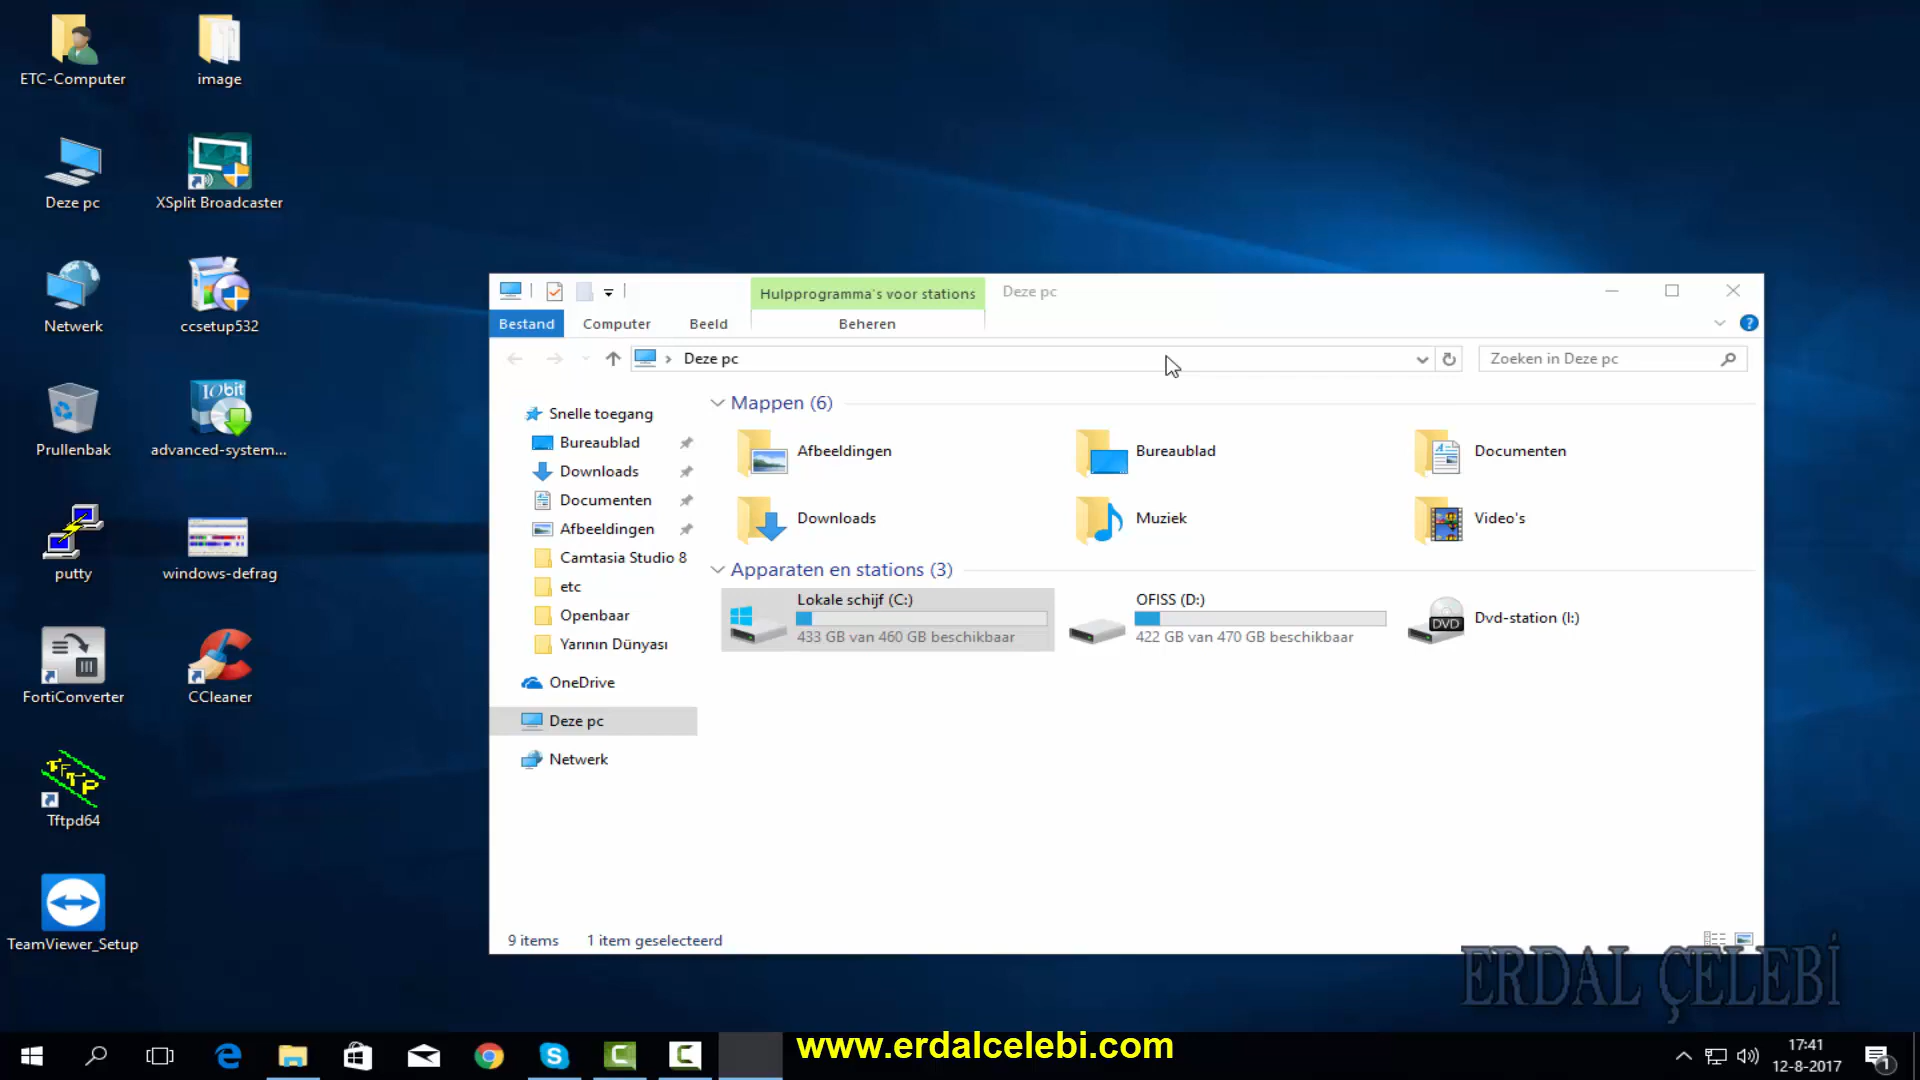 ETC-Computer
image
Deze pc
XSplit Broadcaster
Netwerk
ccsetup532
Prullenbak
IObit
advanced-system...
putty
windows-defrag
FortiConverter
CCleaner
TFTP
Tftpd64
TeamViewer_Setup
Hulpprogramma's voor stations
Deze pc
Bestand
Computer
Beeld
Beheren
Deze pc
Zoeken in Deze pc
Snelle toegang
Bureaublad
Downloads
Documenten
Afbeeldingen
Camtasia Studio 8
etc
Openbaar
Yarının Dünyası
OneDrive
Deze pc
Netwerk
Mappen (6)
Afbeeldingen
Bureaublad
Documenten
Downloads
Muziek
Video's
Apparaten en stations (3)
Lokale schijf (C:)
433 GB van 460 GB beschikbaar
OFISS (D:)
422 GB van 470 GB beschikbaar
DVD
Dvd-station (I:)
9 items
1 item geselecteerd
ERDAL ÇELEBİ
www.erdalcelebi.com
17:41
12-8-2017
1